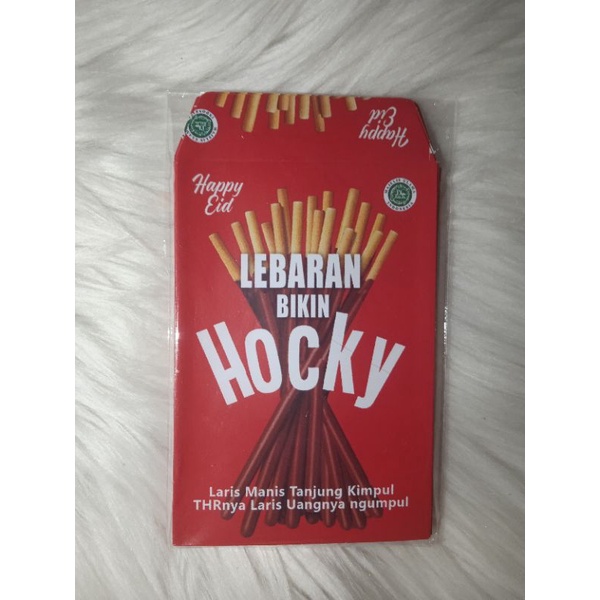 Happy
Eid
Happy
Eid
LEBARAN
BIKIN
Hocky
Laris Manis Tanjung Kimpul
THRnya Laris Uangnya ngumpul